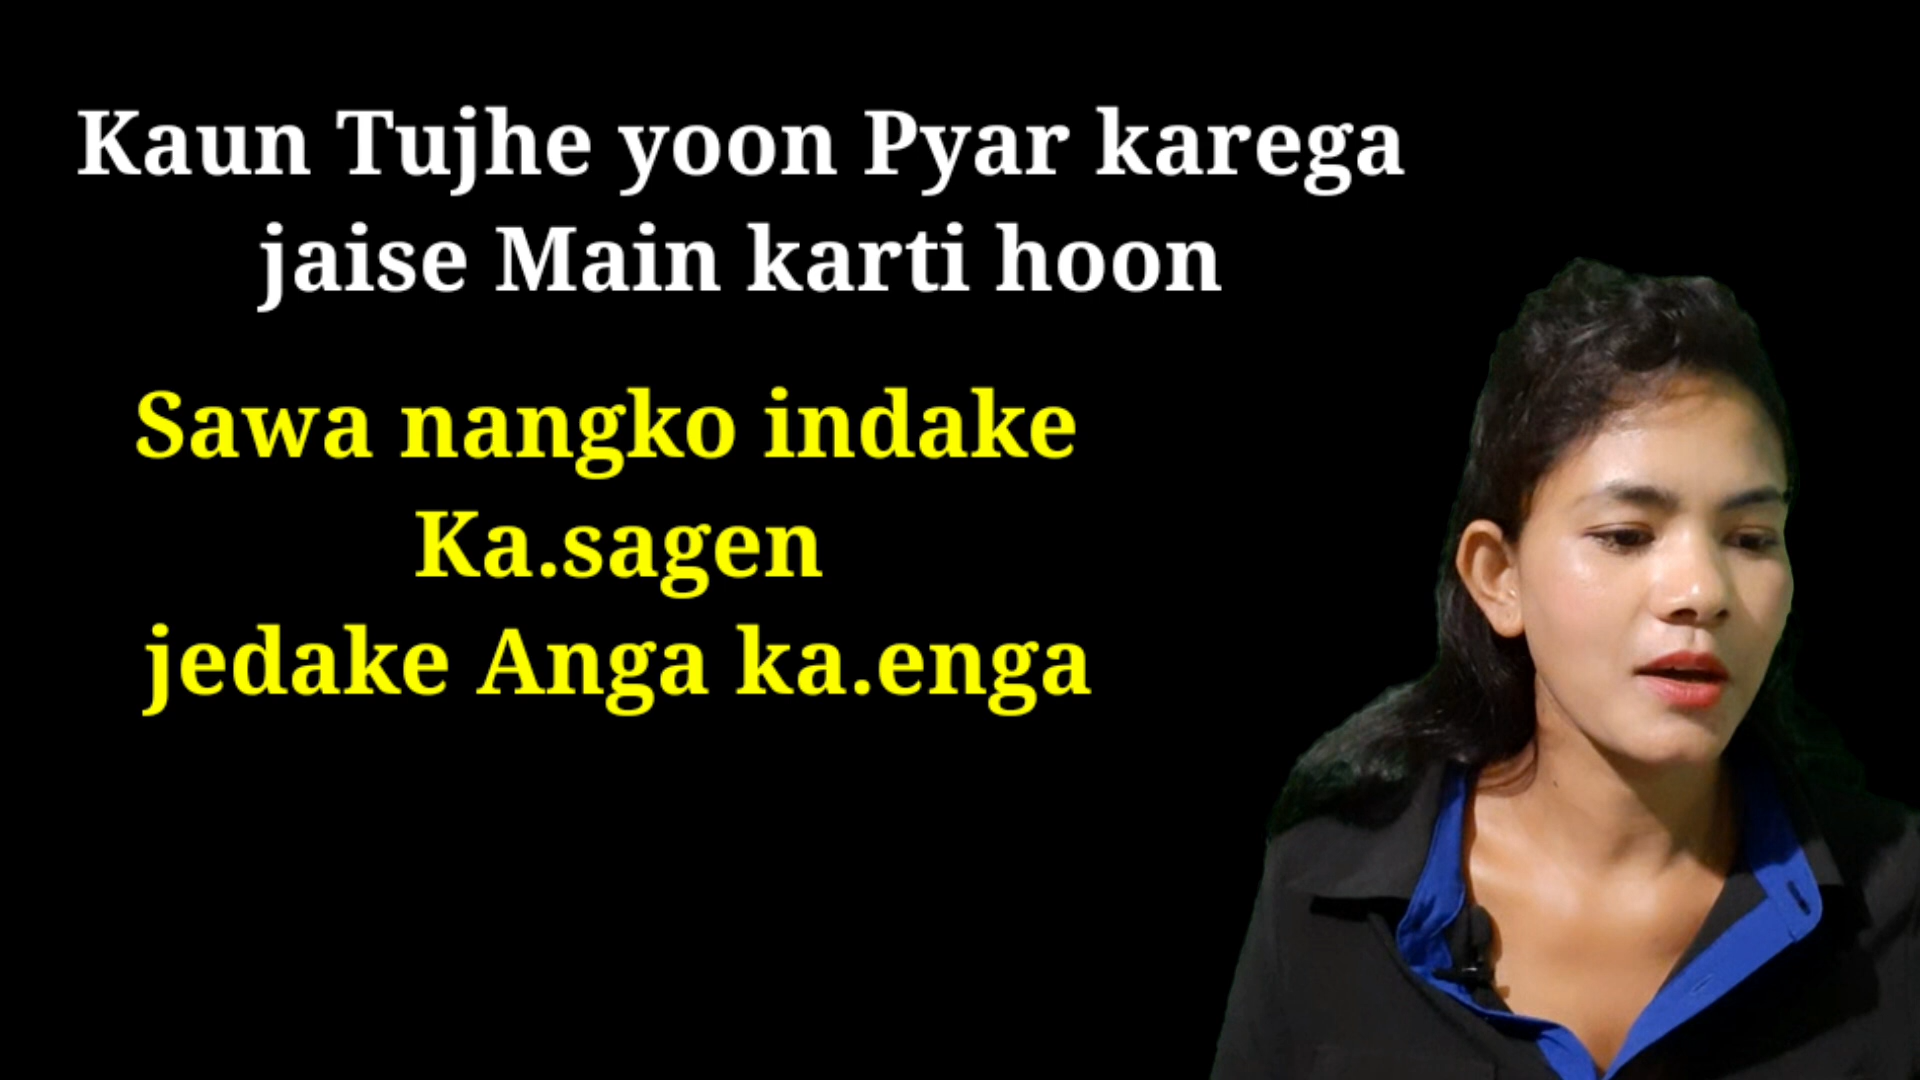 Kaun Tujhe yoon Pyar karega
jaise Main karti hoon
Sawa nangko indake
Ka.sagen
jedake Anga ka.enga